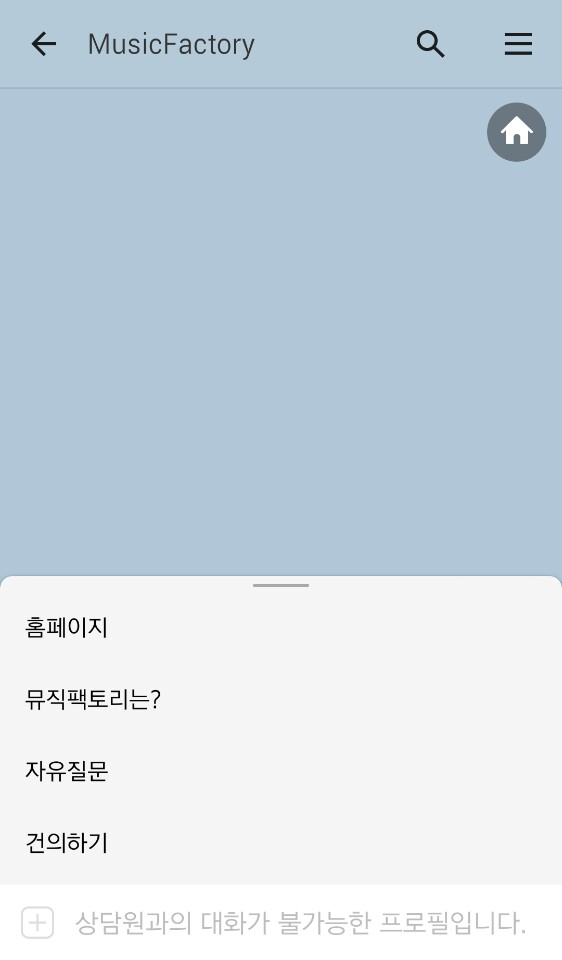 MusicFactory
홈페이지
뮤직팩토리는?
자유질문
건의하기
상담원과의 대화가 불가능한 프로필입니다.